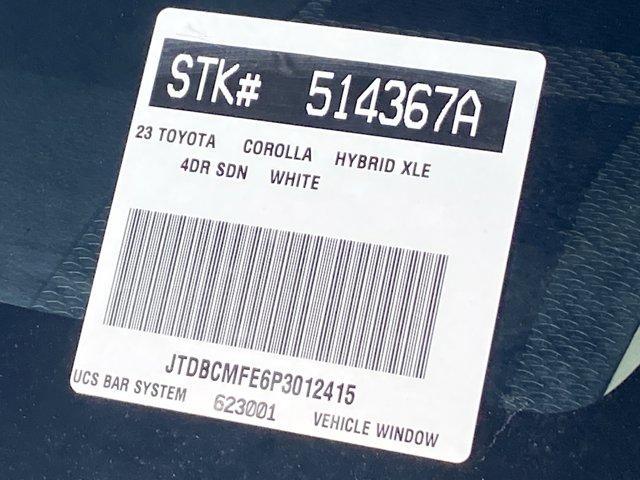 STK# 514367A
23 TOYOTA COROLLA HYBRID XLE
4DR SDN WHITE
JTDBCMFE6P3012415
UCS BAR SYSTEM 623001 VEHICLE WINDOW